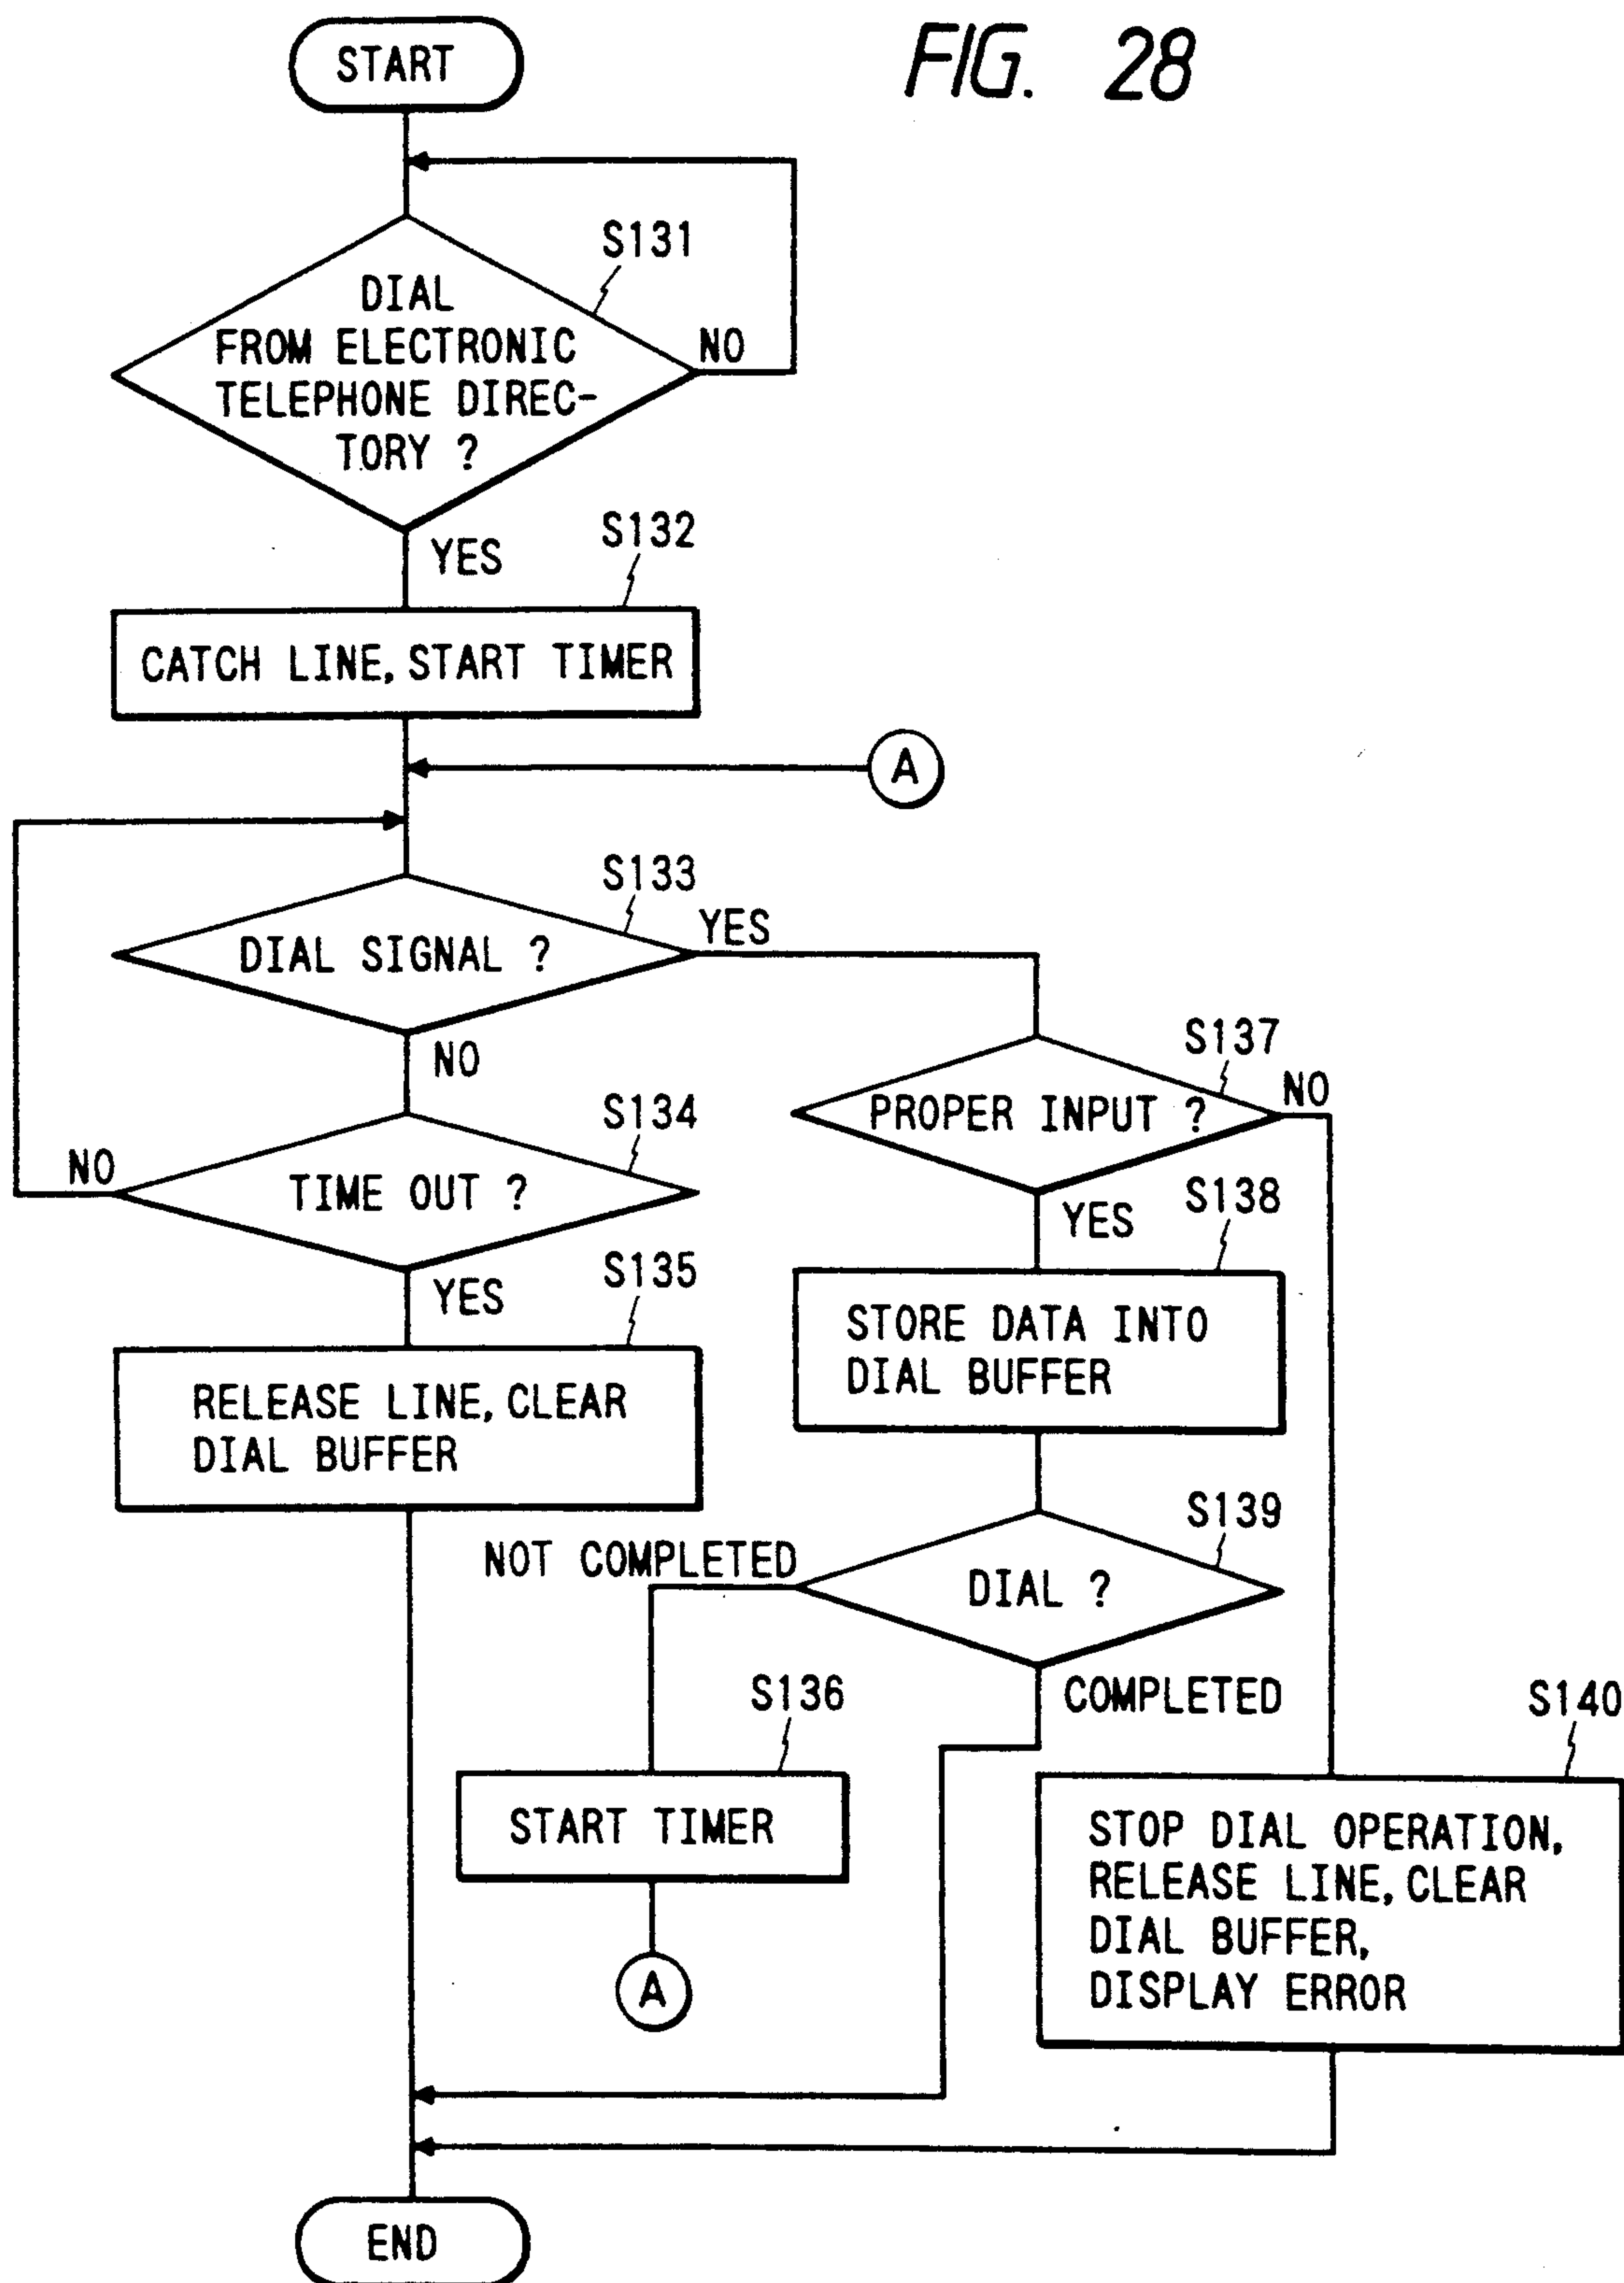 FIG. 28
START
S131
DIAL
FROM ELECTRONIC
TELEPHONE DIREC-
TORY ?
NO
YES
S132
CATCH LINE, START TIMER
A
S133
DIAL SIGNAL ?
YES
NO
S134
TIME OUT ?
NO
YES
S135
RELEASE LINE, CLEAR
DIAL BUFFER
S137
PROPER INPUT ?
NO
YES
S138
STORE DATA INTO
DIAL BUFFER
S139
DIAL ?
NOT COMPLETED
COMPLETED
S136
START TIMER
A
S140
STOP DIAL OPERATION,
RELEASE LINE, CLEAR
DIAL BUFFER,
DISPLAY ERROR
END